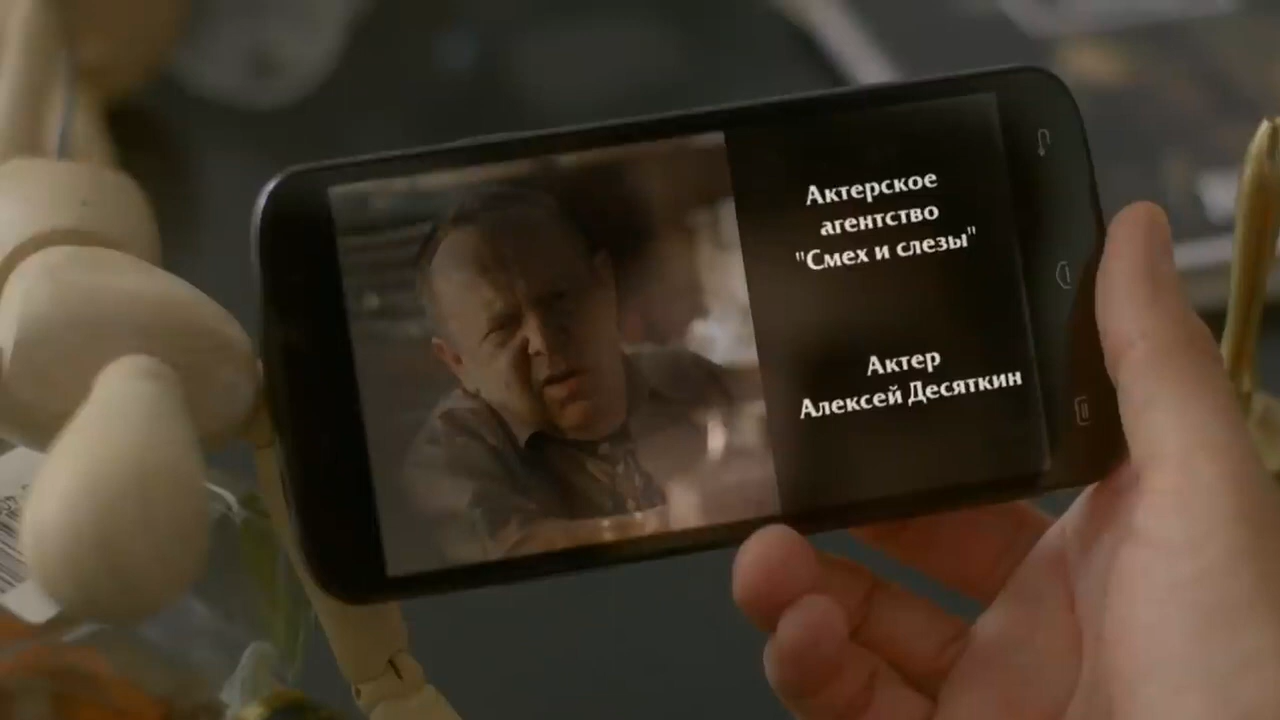 Актерское
агентство
"Смех и слезы"
Актер
Алексей Десяткин